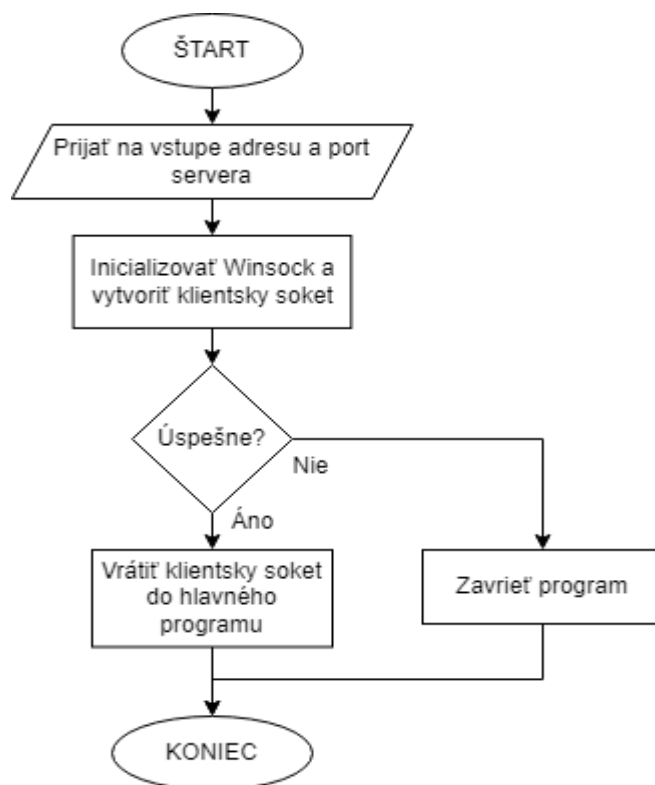 ŠTART
Prijať na vstupe adresu a port
servera
Inicializovať Winsock a
vytvoriť klientsky soket
Úspešne?
Nie
Áno
Vrátiť klientsky soket
do hlavného
programu
Zavrieť program
KONIEC